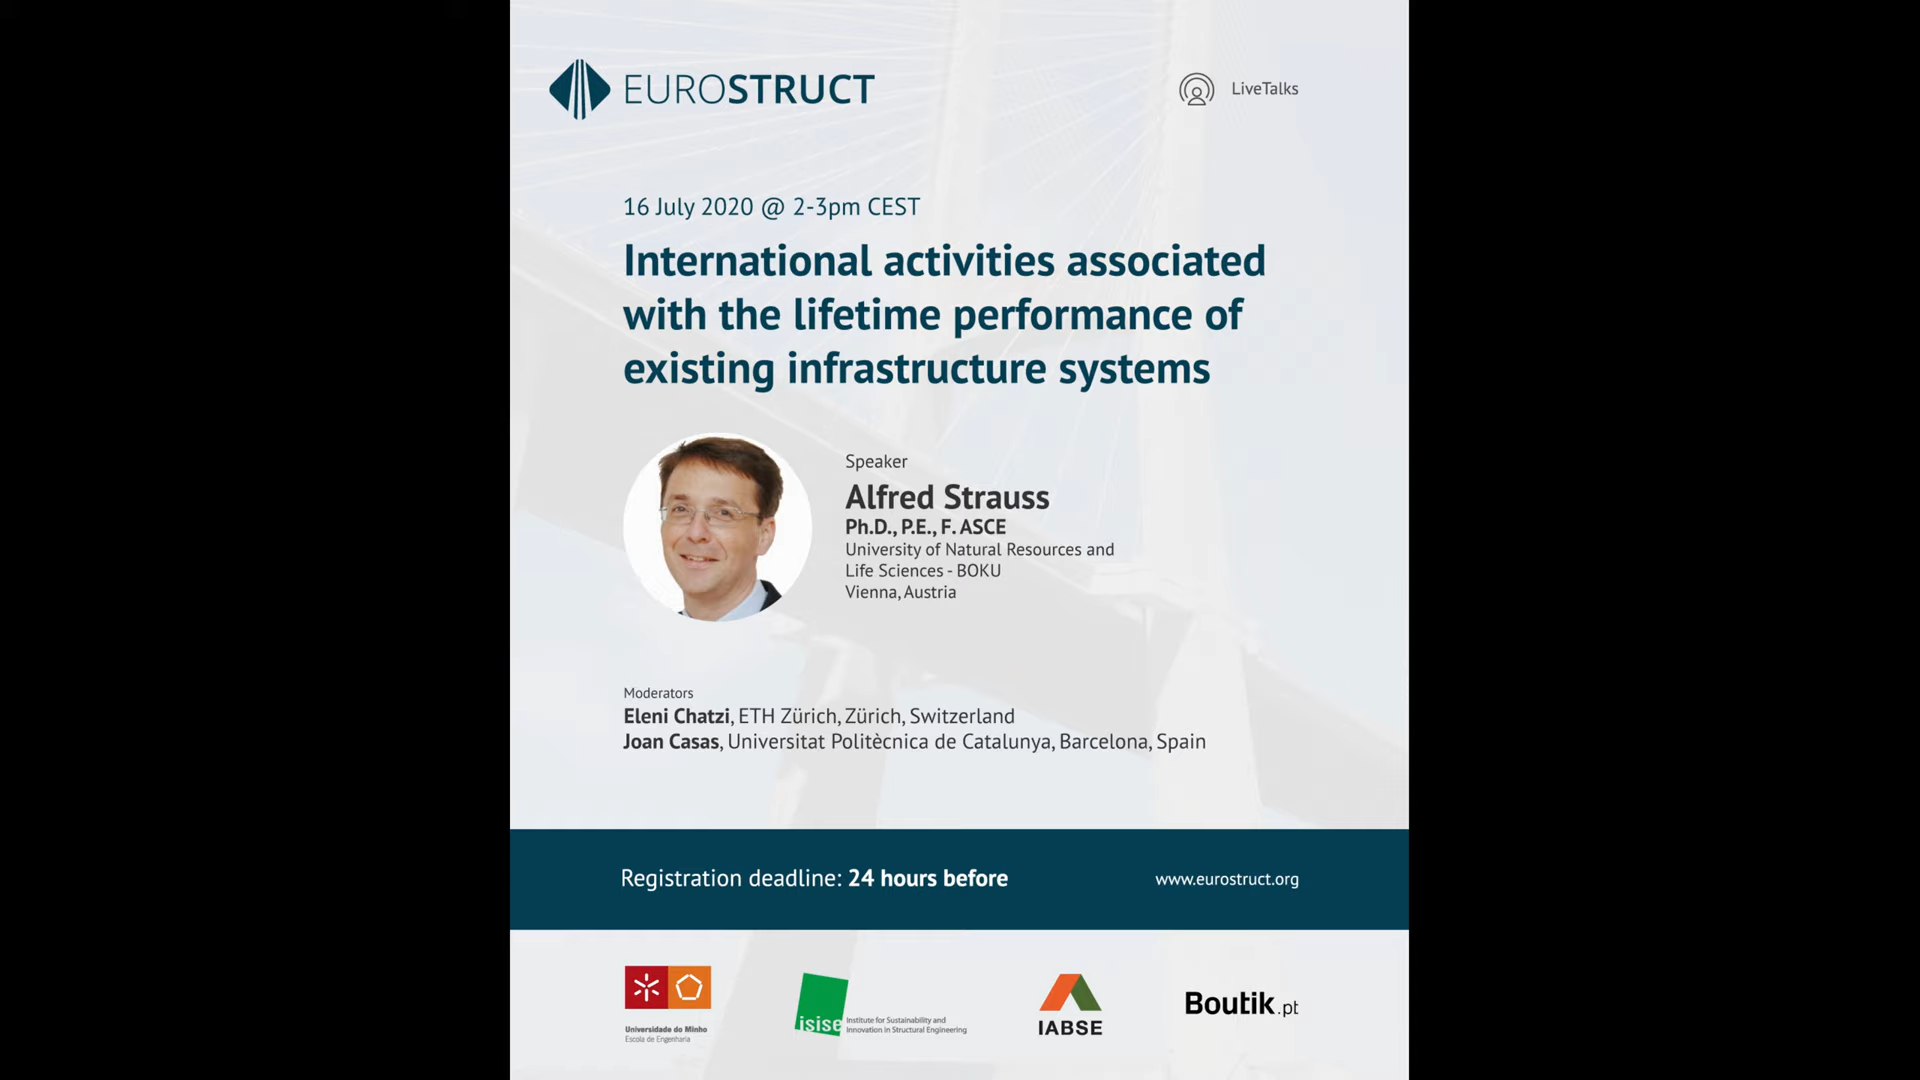 EUROSTRUCT
LiveTalks
16 July 2020 @ 2-3pm CEST
International activities associated
with the lifetime performance of
existing infrastructure systems
Speaker
Alfred Strauss
Ph.D., P.E., F. ASCE
University of Natural Resources and
Life Sciences - BOKU
Vienna, Austria
Moderators
Eleni Chatzi, ETH Zürich, Zürich, Switzerland
Joan Casas, Universitat Politècnica de Catalunya, Barcelona, Spain
Registration deadline: 24 hours before
www.eurostruct.org
Universidade do Minho
Escola de Engenharia
isise
Institute for Sustainability and
Innovation in Structural Engineering
IABSE
Boutik.pt